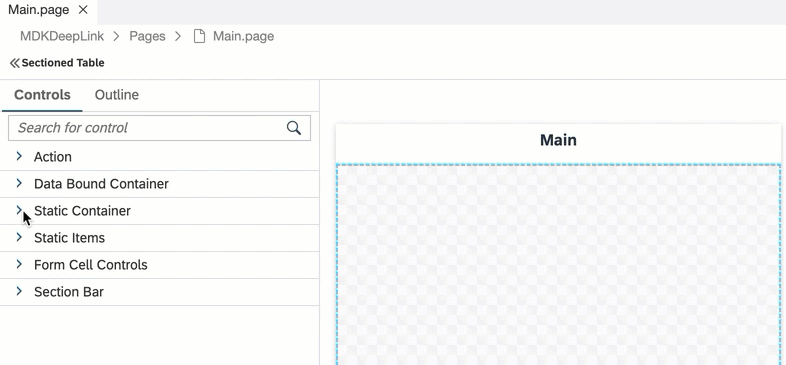 Main.page
MDKDeepLink Pages Main.page
Sectioned Table
Controls Outline
Search for control
Main
Action
Data Bound Container
Static Container
Static Items
Form Cell Controls
Section Bar